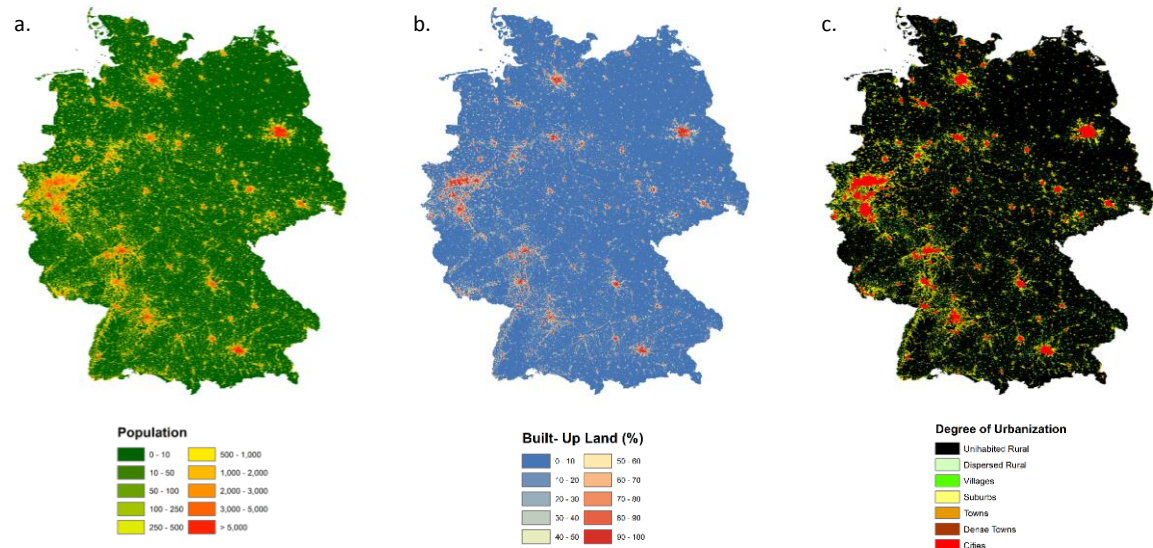 a.
b.
c.
Population
0 - 10
10 - 50
50 - 100
100 - 250
250 - 500
500 - 1,000
1,000 - 2,000
2,000 - 3,000
3,000 - 5,000
> 5,000
Built- Up Land (%)
0 - 10
10 - 20
20 - 30
30 - 40
40 - 50
50 - 60
60 - 70
70 - 80
80 - 90
90 - 100
Degree of Urbanization
Unihabited Rural
Dispersed Rural
Villages
Suburbs
Towns
Dense Towns
Cities